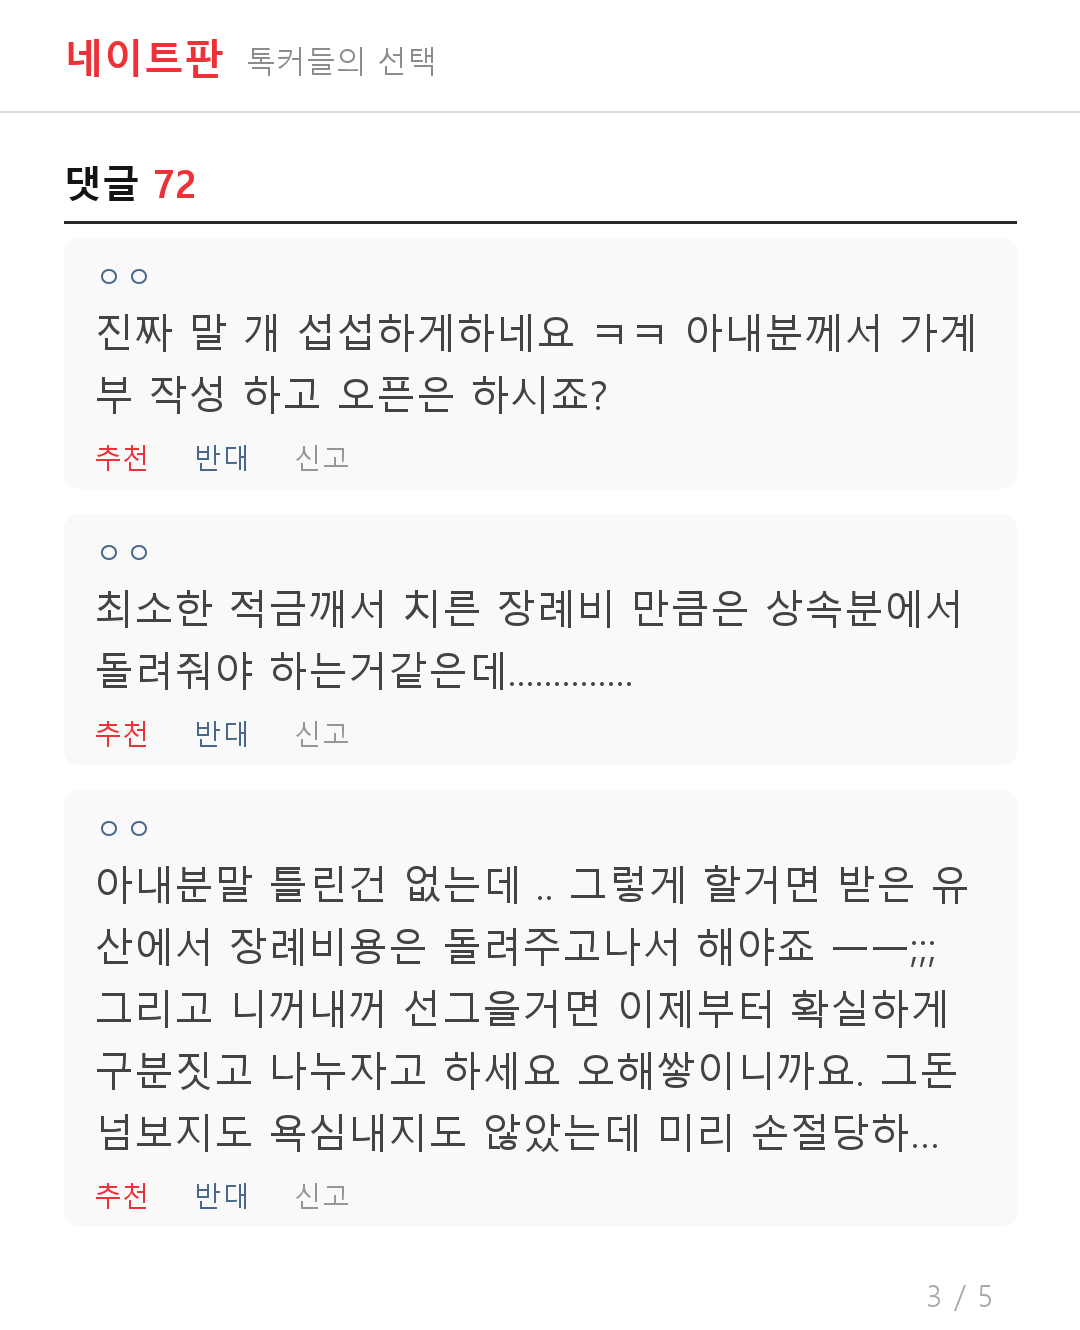 네이트판 톡커들의 선택
댓글 72
ㅇㅇ
진짜 말 개 섭섭하게하네요 ㅋㅋ 아내분께서 가계
부 작성 하고 오픈은 하시죠?
추천 반대 신고
ㅇㅇ
최소한 적금깨서 치른 장례비 만큼은 상속분에서
돌려줘야 하는거같은데..............
추천 반대 신고
ㅇㅇ
아내분말 틀린건 없는데 .. 그렇게 할거면 받은 유
산에서 장례비용은 돌려주고나서 해야죠 ㅡㅡ;;;
그리고 니꺼내꺼 선그을거면 이제부터 확실하게
구분짓고 나누자고 하세요 오해쌓이니까요. 그돈
넘보지도 욕심내지도 않았는데 미리 손절당하...
추천 반대 신고
3 / 5